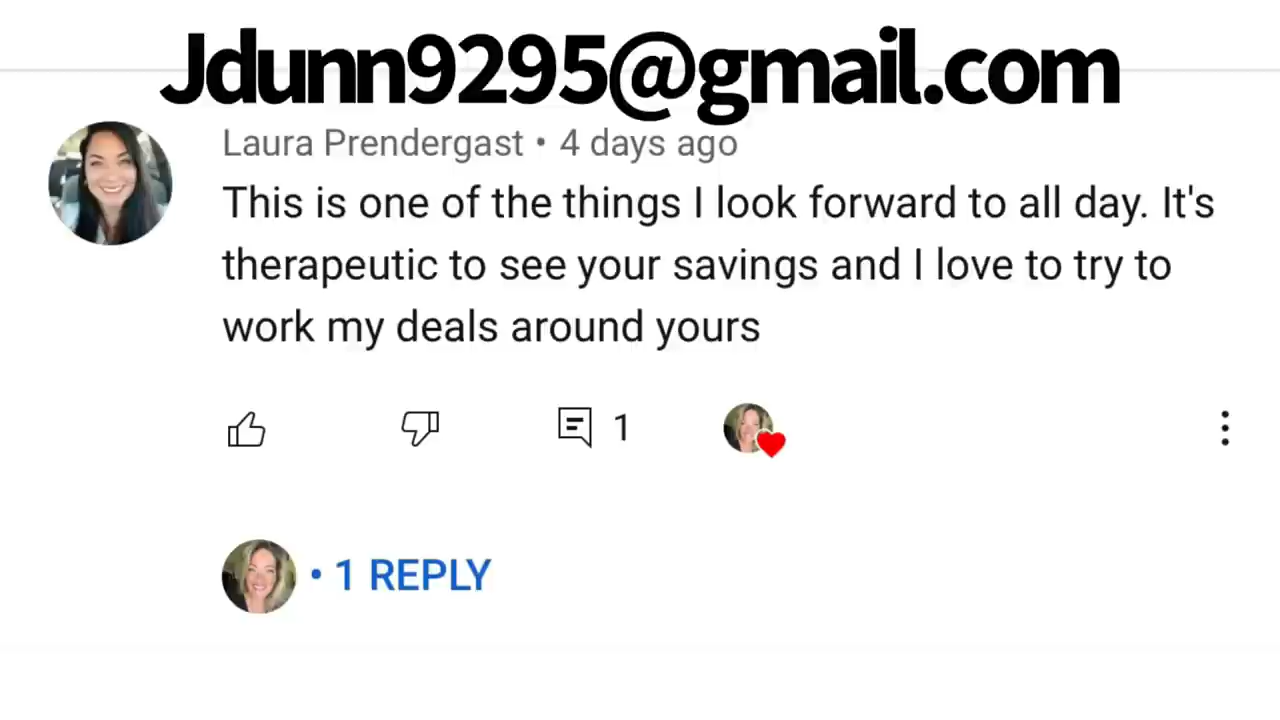 Jdunn9295@gmail.com
Laura Prendergast • 4 days ago
This is one of the things I look forward to all day. It's
therapeutic to see your savings and I love to try to
work my deals around yours
1
• 1 REPLY